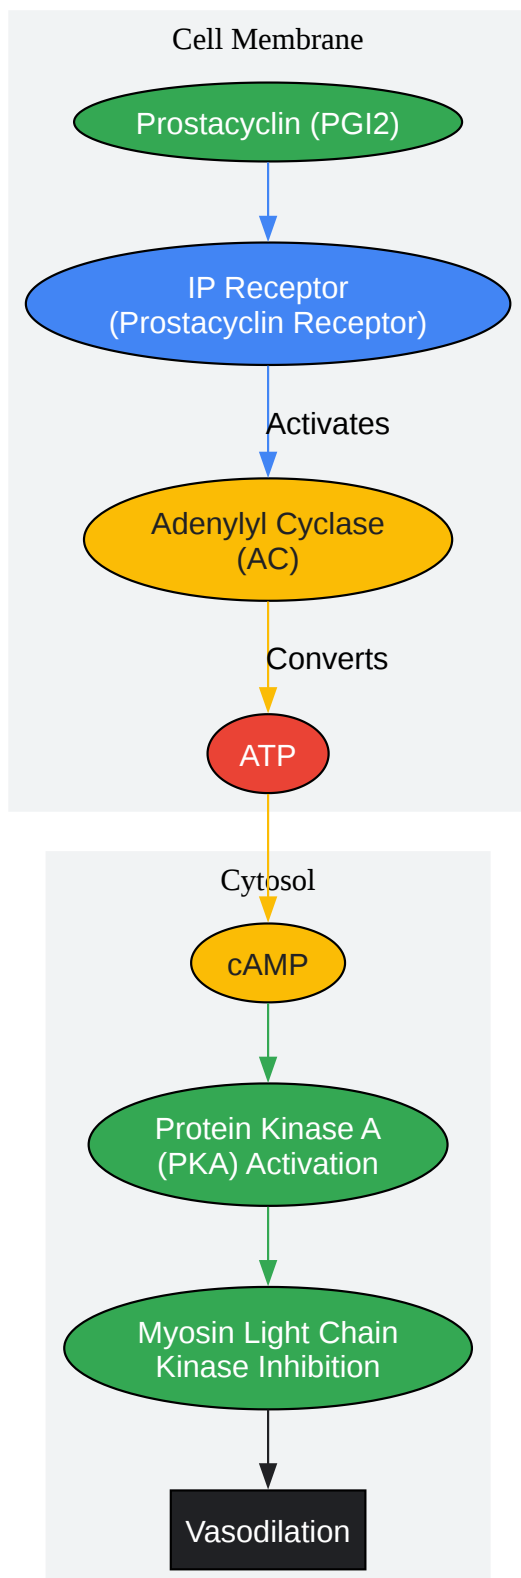 Cell Membrane
Prostacyclin (PGI2)
IP Receptor
(Prostacyclin Receptor)
Activates
Adenylyl Cyclase
(AC)
Converts
ATP
Cytosol
cAMP
Protein Kinase A
(PKA) Activation
Myosin Light Chain
Kinase Inhibition
Vasodilation